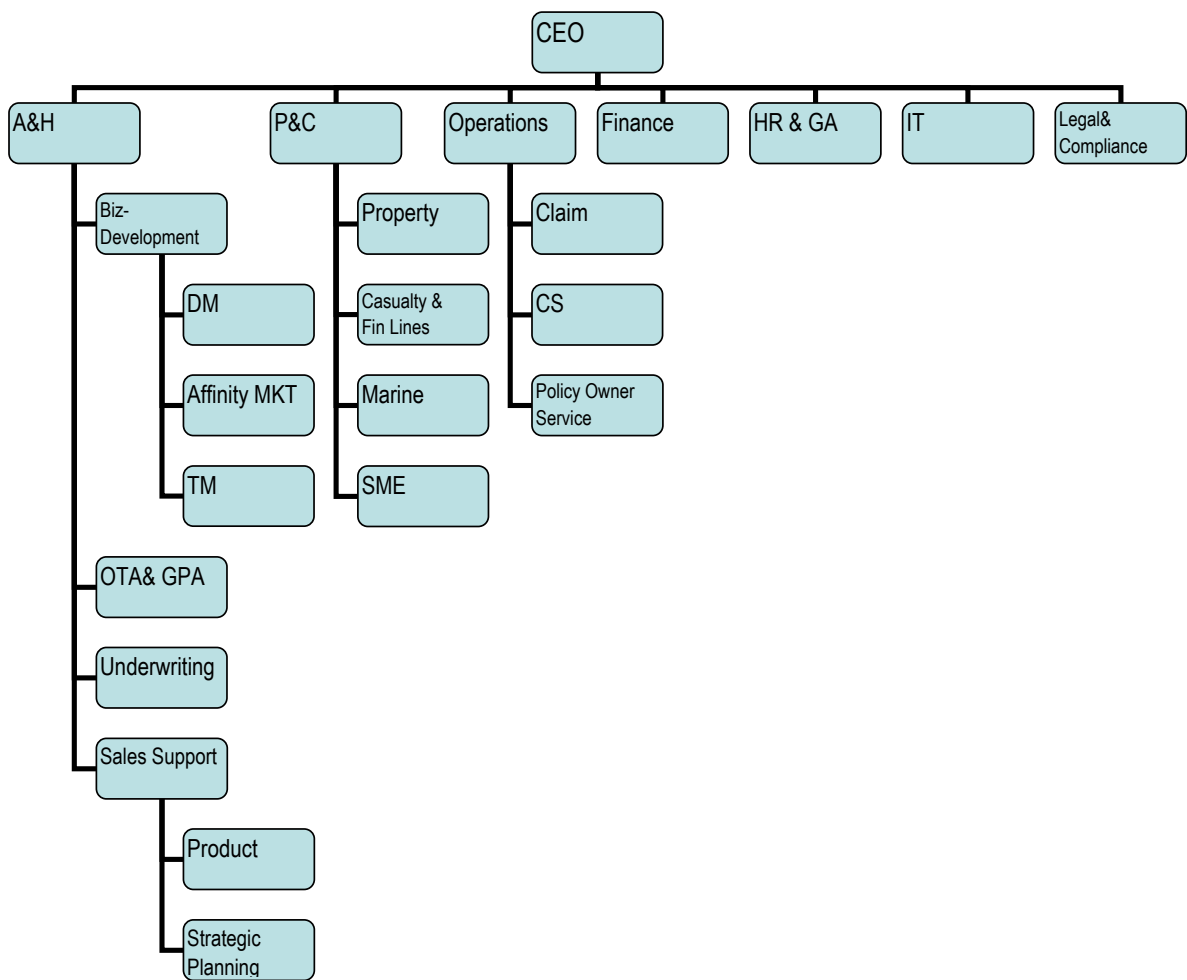 CEO
A&H
P&C
Operations
Finance
HR & GA
IT
Legal&
Compliance
Biz-
Development
DM
Affinity MKT
TM
OTA& GPA
Underwriting
Sales Support
Product
Strategic
Planning
Property
Casualty &
Fin Lines
Marine
SME
Claim
CS
Policy Owner
Service